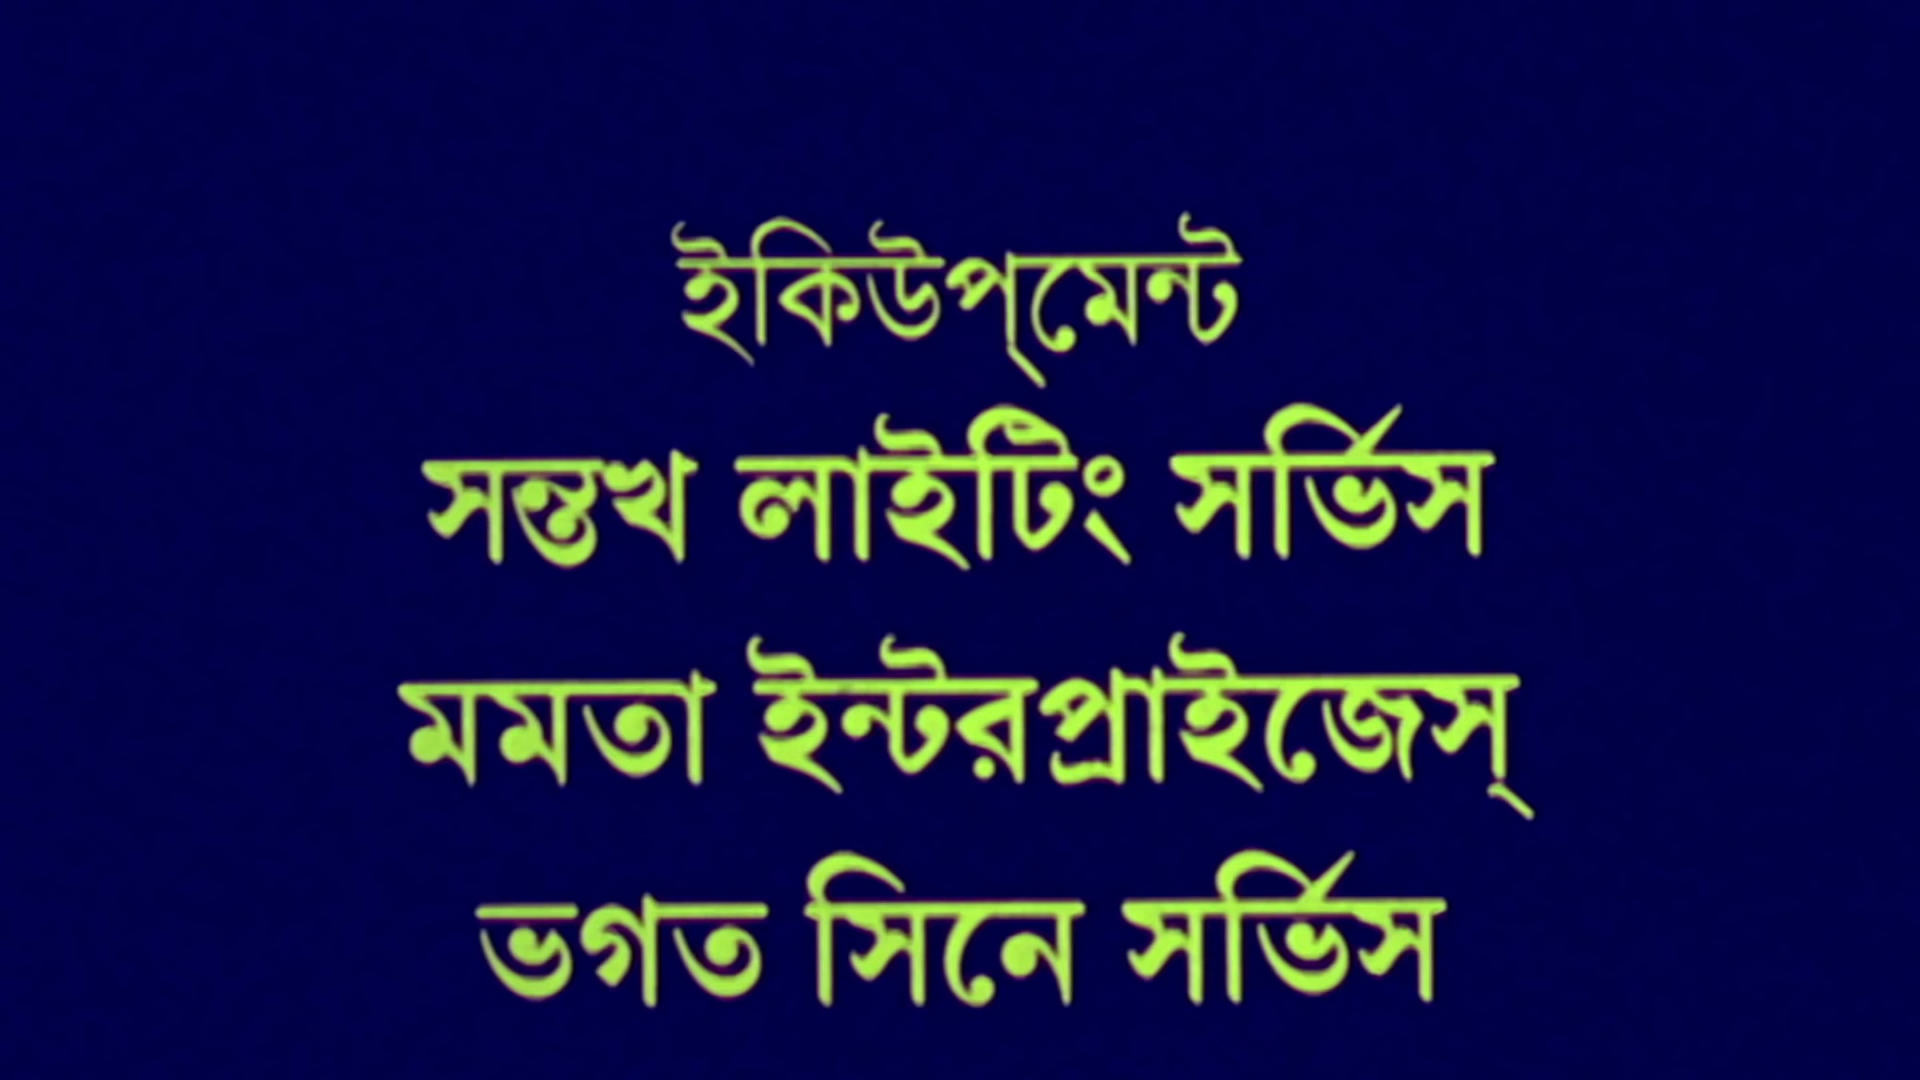 ইকিউপ্‌মেন্ট
সন্তখ লাইটিং সর্ভিস
মমতা ইন্টরপ্রাইজেস্
ভগত সিনে সর্ভিস